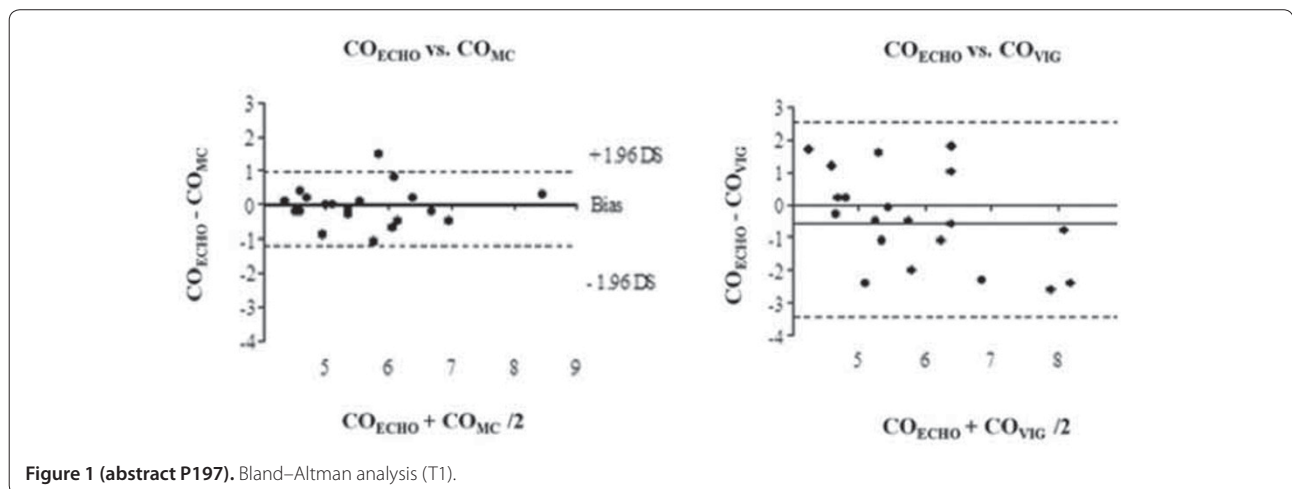 CO_ECHO vs. CO_MC
CO_ECHO - CO_MC
3
2
1
0
-1
-2
-3
-4
+1.96 DS
Bias
-1.96 DS
5 6 7 8 9
CO_ECHO + CO_MC /2
CO_ECHO vs. CO_VIG
CO_ECHO - CO_VIG
3
2
1
0
-1
-2
-3
-4
5 6 7 8
CO_ECHO + CO_VIG /2
Figure 1 (abstract P197). Bland–Altman analysis (T1).